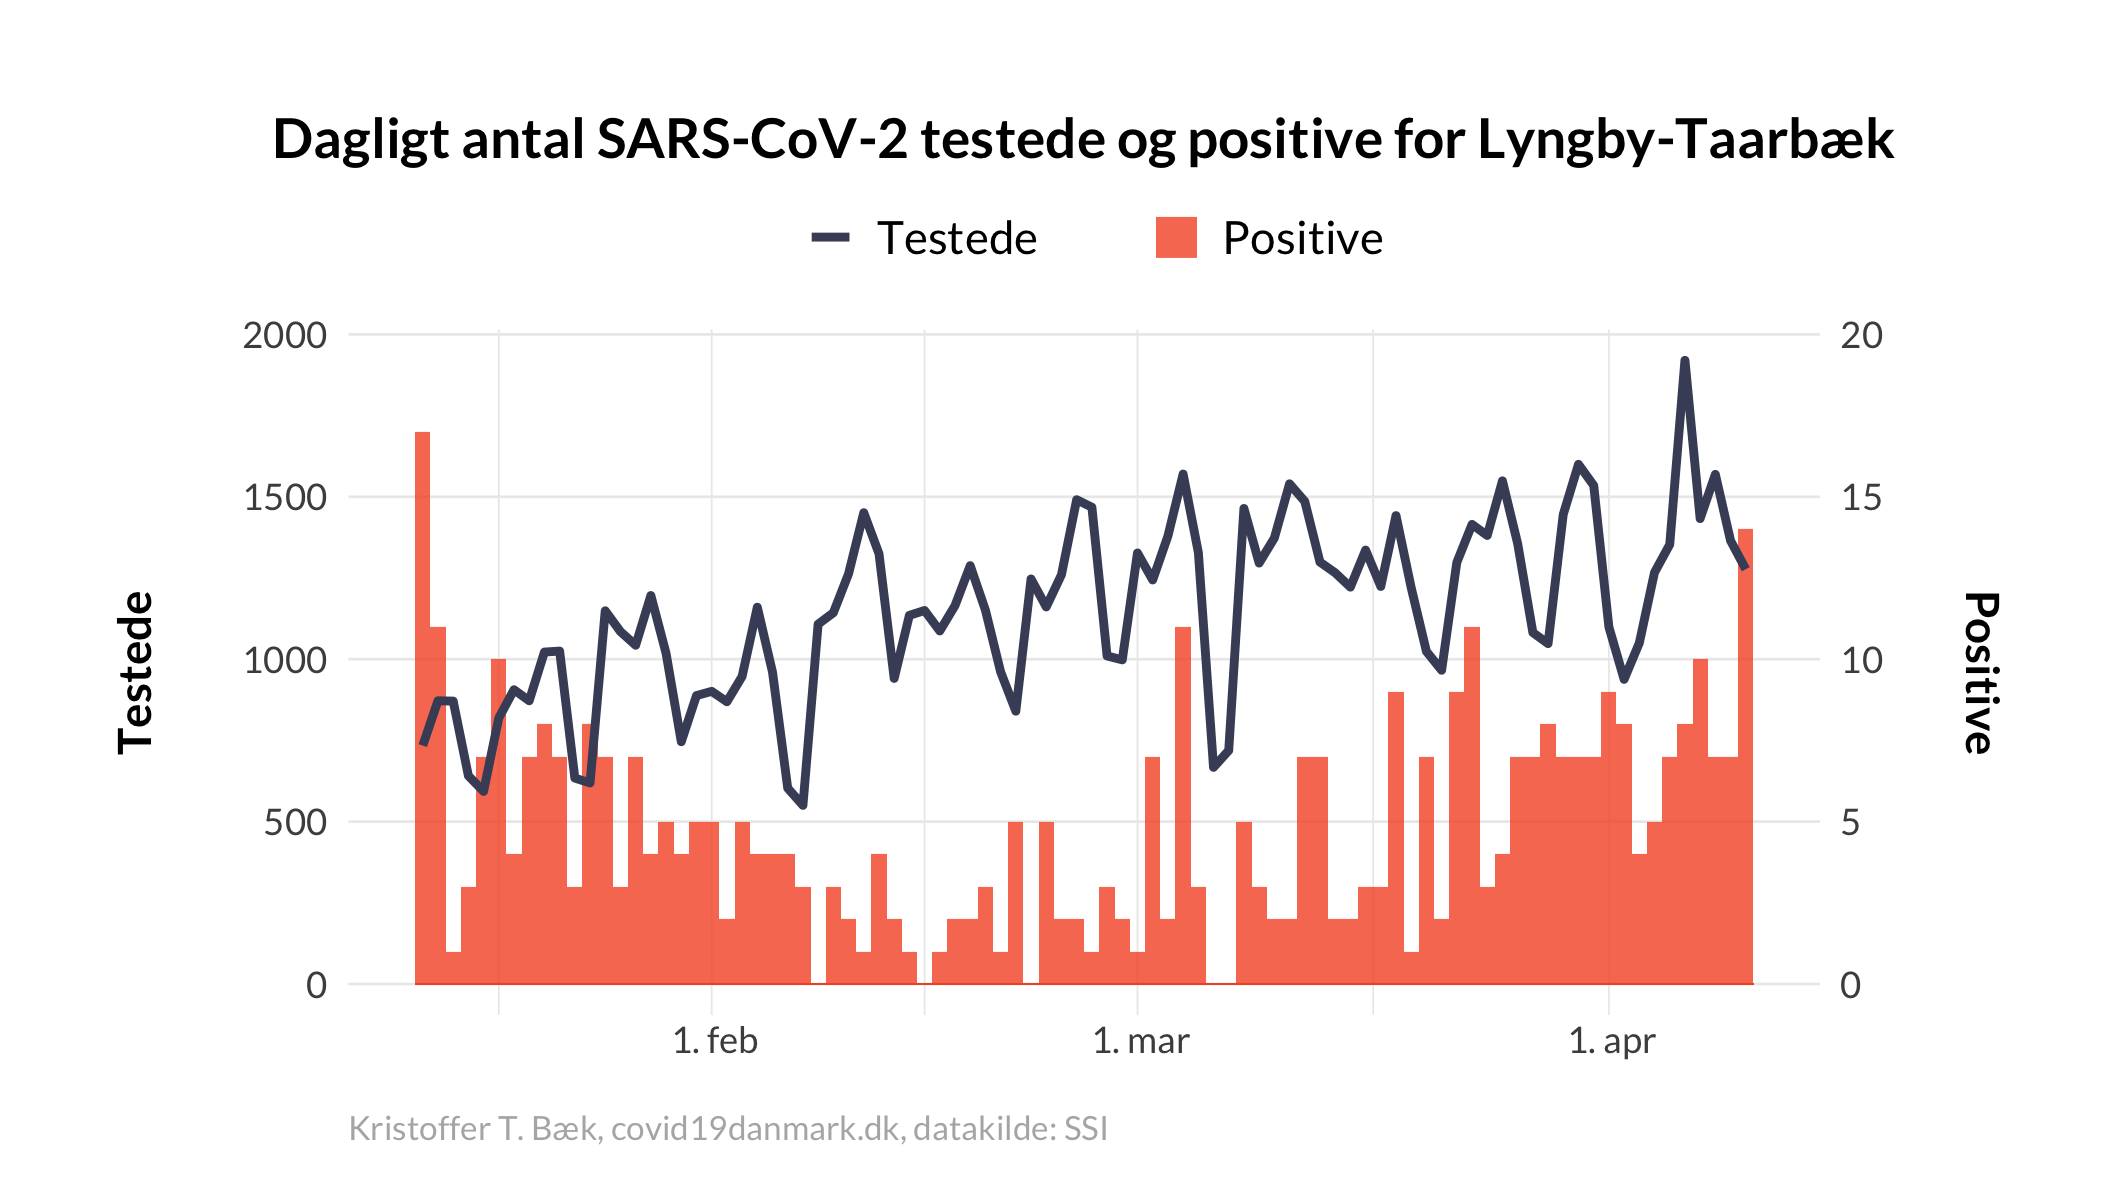 Dagligt antal SARS-CoV-2 testede og positive for Lyngby-Taarbæk
Testede Positive
2000 20
1500 15
1000 10
500 5
0 0
Testede
Positive
1. feb 1. mar 1. apr
Kristoffer T. Bæk, covid19danmark.dk, datakilde: SSI